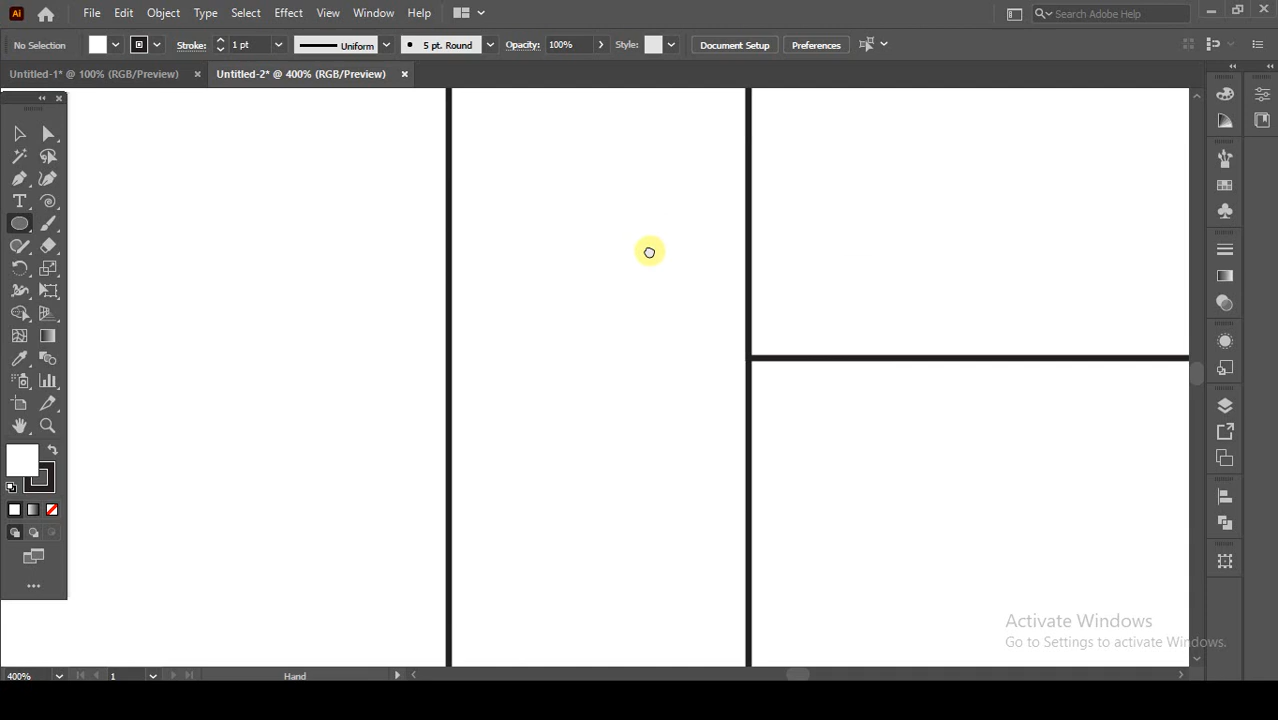 Ai File Edit Object Type Select Effect View Window Help Search Adobe Help
No Selection Stroke: 1 pt Uniform 5 pt. Round Opacity: 100% Style: Document Setup Preferences
Untitled-1* @ 100% (RGB/Preview) Untitled-2* @ 400% (RGB/Preview)
Activate Windows
Go to Settings to activate Windows.
400% 1 Hand